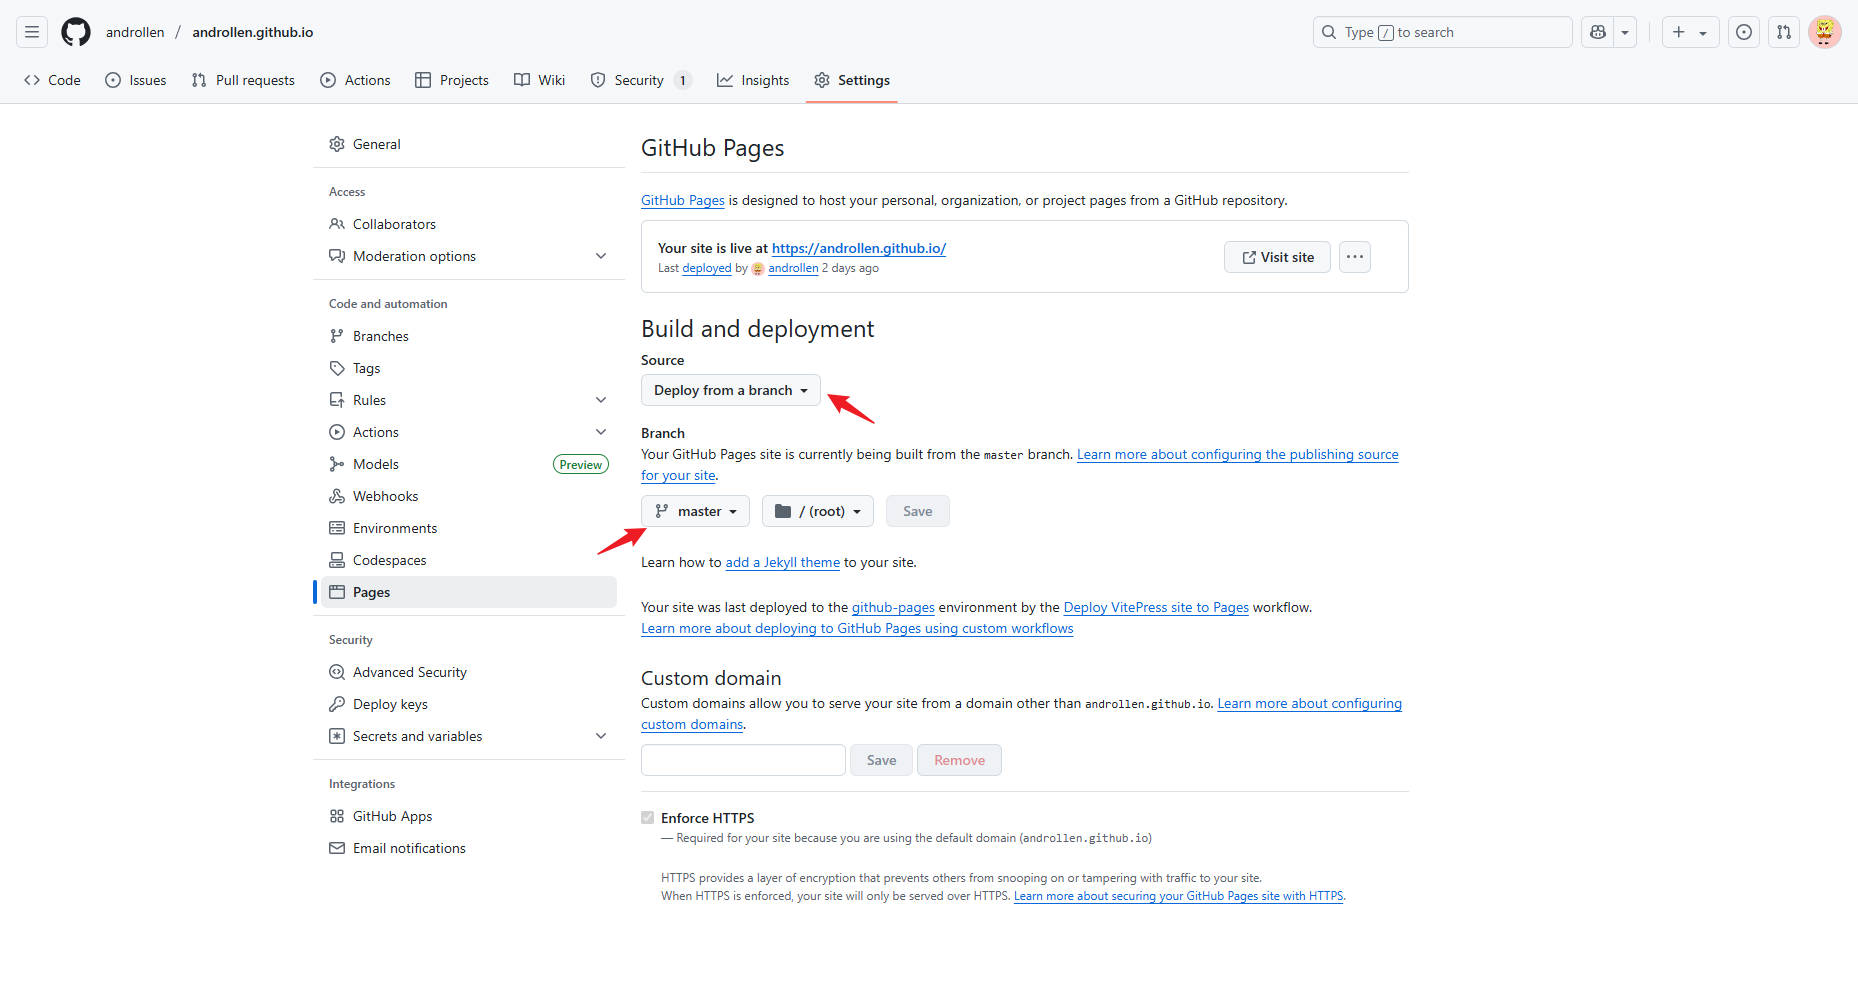 androllen / androllen.github.io
Type / to search
Code Issues Pull requests Actions Projects Wiki Security 1 Insights Settings
General
Access
Collaborators
Moderation options
Code and automation
Branches
Tags
Rules
Actions
Models Preview
Webhooks
Environments
Codespaces
Pages
Security
Advanced Security
Deploy keys
Secrets and variables
Integrations
GitHub Apps
Email notifications
GitHub Pages
GitHub Pages is designed to host your personal, organization, or project pages from a GitHub repository.
Your site is live at https://androllen.github.io/
Last deployed by androllen 2 days ago
Visit site
Build and deployment
Source
Deploy from a branch
Branch
Your GitHub Pages site is currently being built from the master branch. Learn more about configuring the publishing source
for your site.
master / (root) Save
Learn how to add a Jekyll theme to your site.
Your site was last deployed to the github-pages environment by the Deploy VitePress site to Pages workflow.
Learn more about deploying to GitHub Pages using custom workflows
Custom domain
Custom domains allow you to serve your site from a domain other than androllen.github.io. Learn more about configuring
custom domains.
Save Remove
Enforce HTTPS
— Required for your site because you are using the default domain (androllen.github.io)
HTTPS provides a layer of encryption that prevents others from snooping on or tampering with traffic to your site.
When HTTPS is enforced, your site will only be served over HTTPS. Learn more about securing your GitHub Pages site with HTTPS.